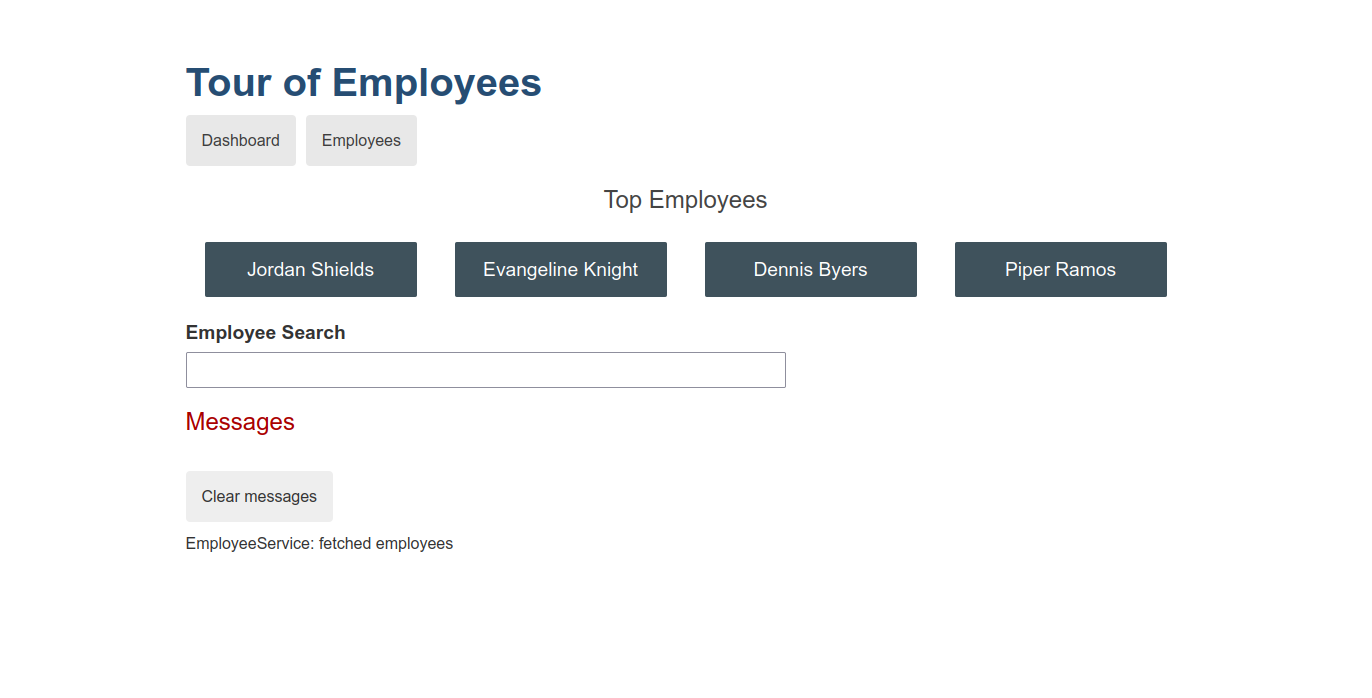 Tour of Employees
Dashboard Employees
Top Employees
Jordan Shields Evangeline Knight Dennis Byers Piper Ramos
Employee Search
Messages
Clear messages
EmployeeService: fetched employees